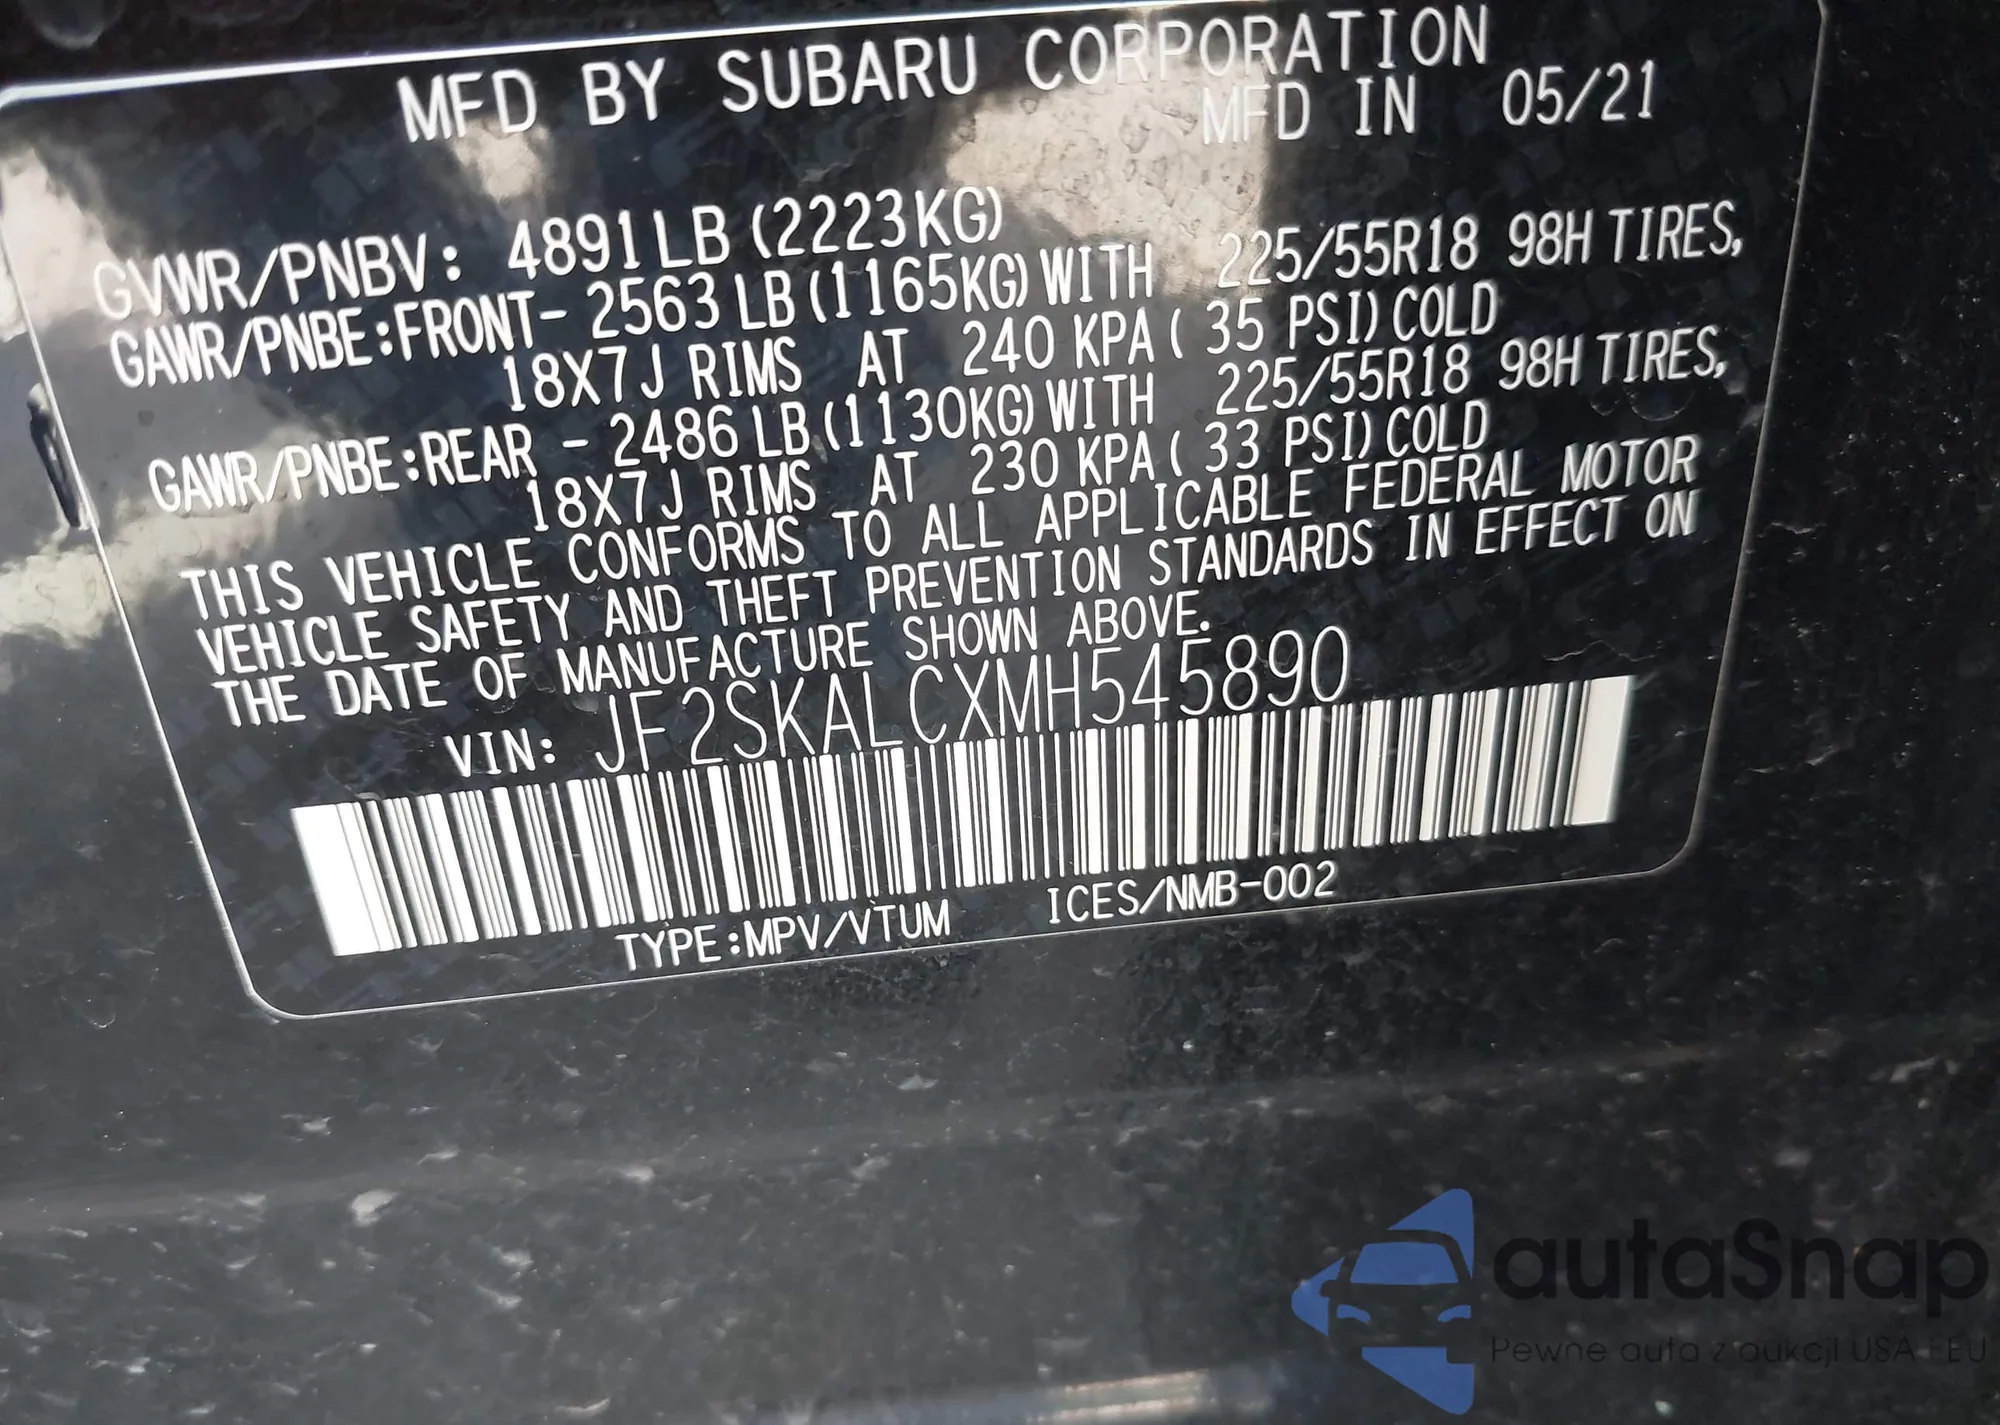 MFD BY SUBARU CORPORATION
MFD IN 05/21
GVWR/PNBV: 4891 LB (2223KG)
GAWR/PNBE:FRONT- 2563 LB (1165KG) WITH 225/55R18 98H TIRES,
18X7J RIMS AT 240 KPA ( 35 PSI) COLD
GAWR/PNBE:REAR - 2486 LB (1130KG) WITH 225/55R18 98H TIRES,
18X7J RIMS AT 230 KPA ( 33 PSI) COLD
THIS VEHICLE CONFORMS TO ALL APPLICABLE FEDERAL MOTOR
VEHICLE SAFETY AND THEFT PREVENTION STANDARDS IN EFFECT ON
THE DATE OF MANUFACTURE SHOWN ABOVE.
VIN: JF2SKALCXMH545890
TYPE:MPV/VTUM ICES/NMB-002
autaSnap
Pewne auta z aukcji USA i EU